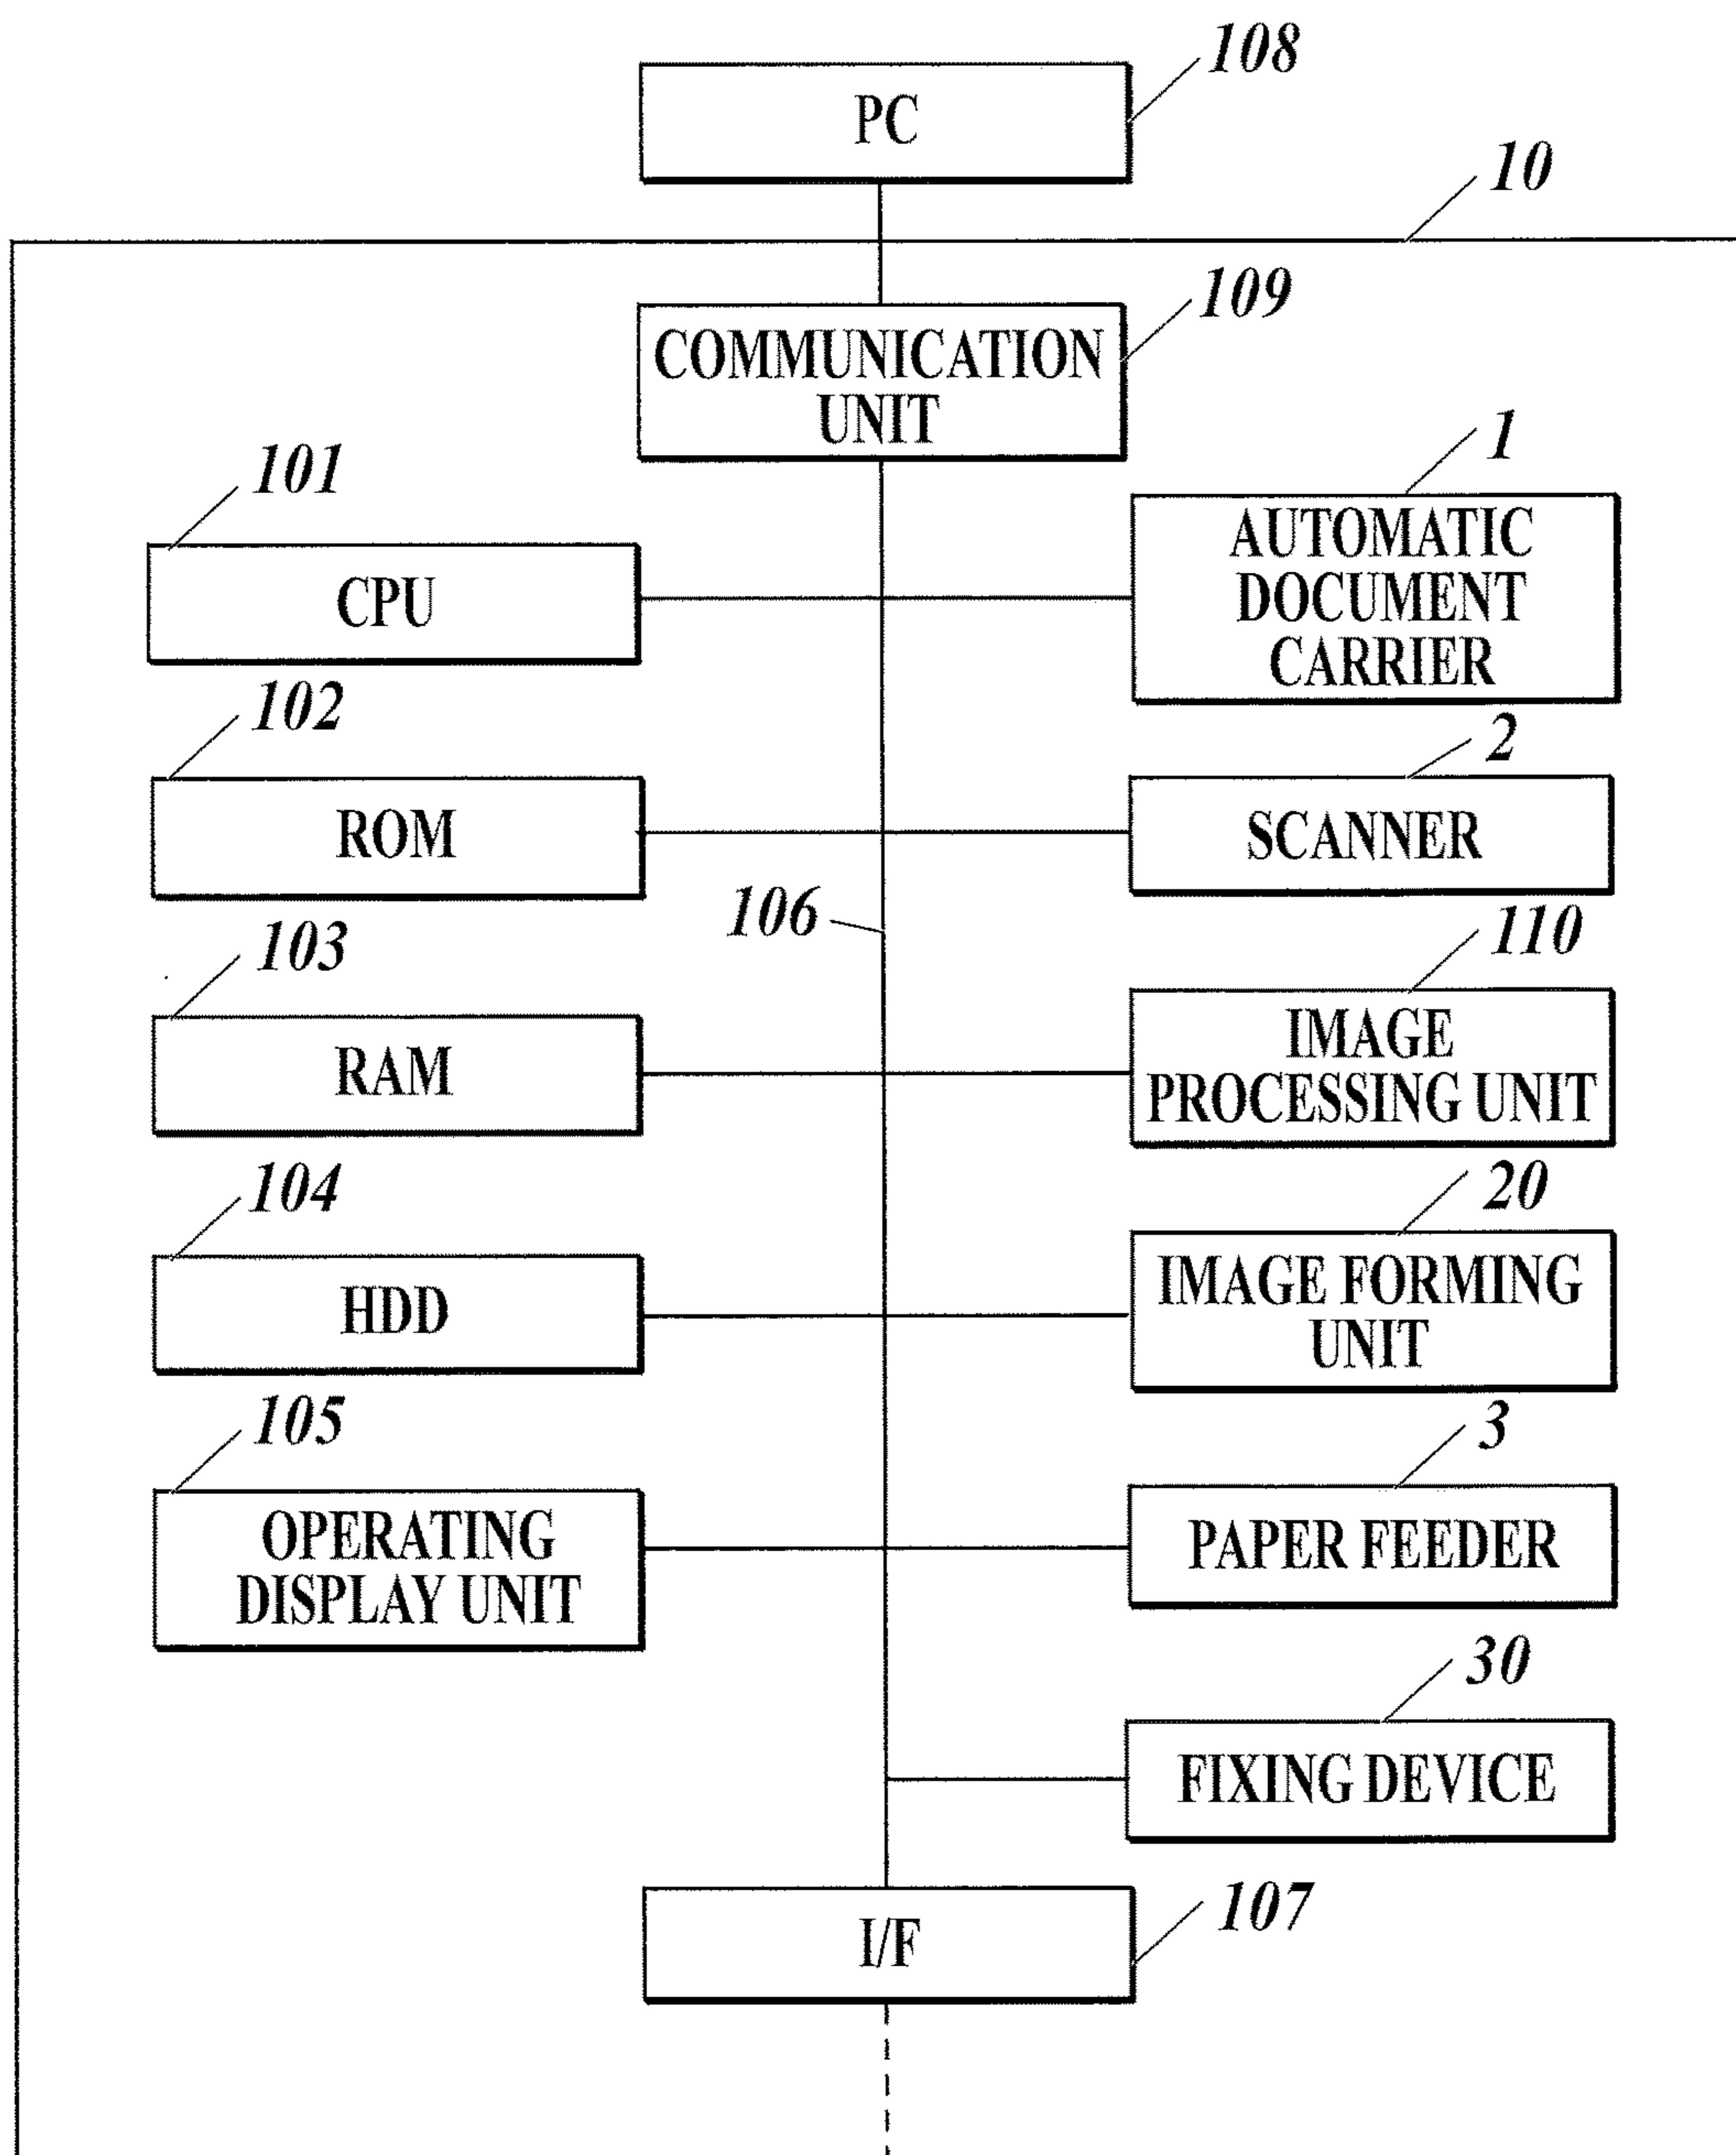 108
PC
10
109
COMMUNICATION
UNIT
101
CPU
1
AUTOMATIC
DOCUMENT
CARRIER
102
ROM
2
SCANNER
106
103
RAM
110
IMAGE
PROCESSING UNIT
104
HDD
20
IMAGE FORMING
UNIT
105
OPERATING
DISPLAY UNIT
3
PAPER FEEDER
30
FIXING DEVICE
I/F
107